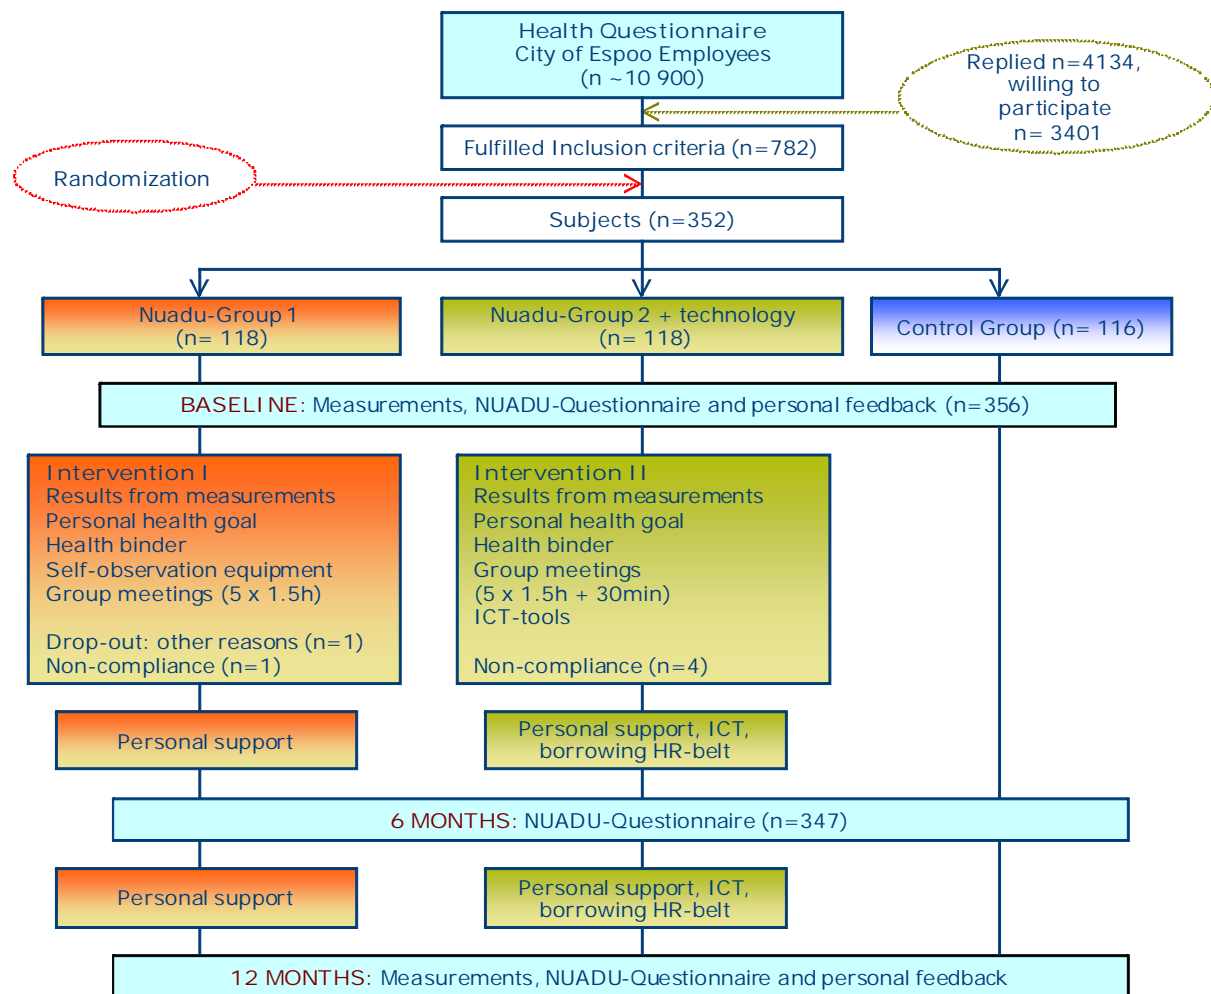 Health Questionnaire
City of Espoo Employees
(n ~10 900)
Replied n=4134,
willing to
participate
n= 3401
Fulfilled Inclusion criteria (n=782)
Randomization
Subjects (n=352)
Nuadu-Group 1
(n= 118)
Nuadu-Group 2 + technology
(n= 118)
Control Group (n= 116)
BASELINE: Measurements, NUADU-Questionnaire and personal feedback (n=356)
Intervention I
Results from measurements
Personal health goal
Health binder
Self-observation equipment
Group meetings (5 x 1.5h)
Drop-out: other reasons (n=1)
Non-compliance (n=1)
Intervention II
Results from measurements
Personal health goal
Health binder
Group meetings
(5 x 1.5h + 30min)
ICT-tools
Non-compliance (n=4)
Personal support
Personal support, ICT,
borrowing HR-belt
6 MONTHS: NUADU-Questionnaire (n=347)
Personal support
Personal support, ICT,
borrowing HR-belt
12 MONTHS: Measurements, NUADU-Questionnaire and personal feedback